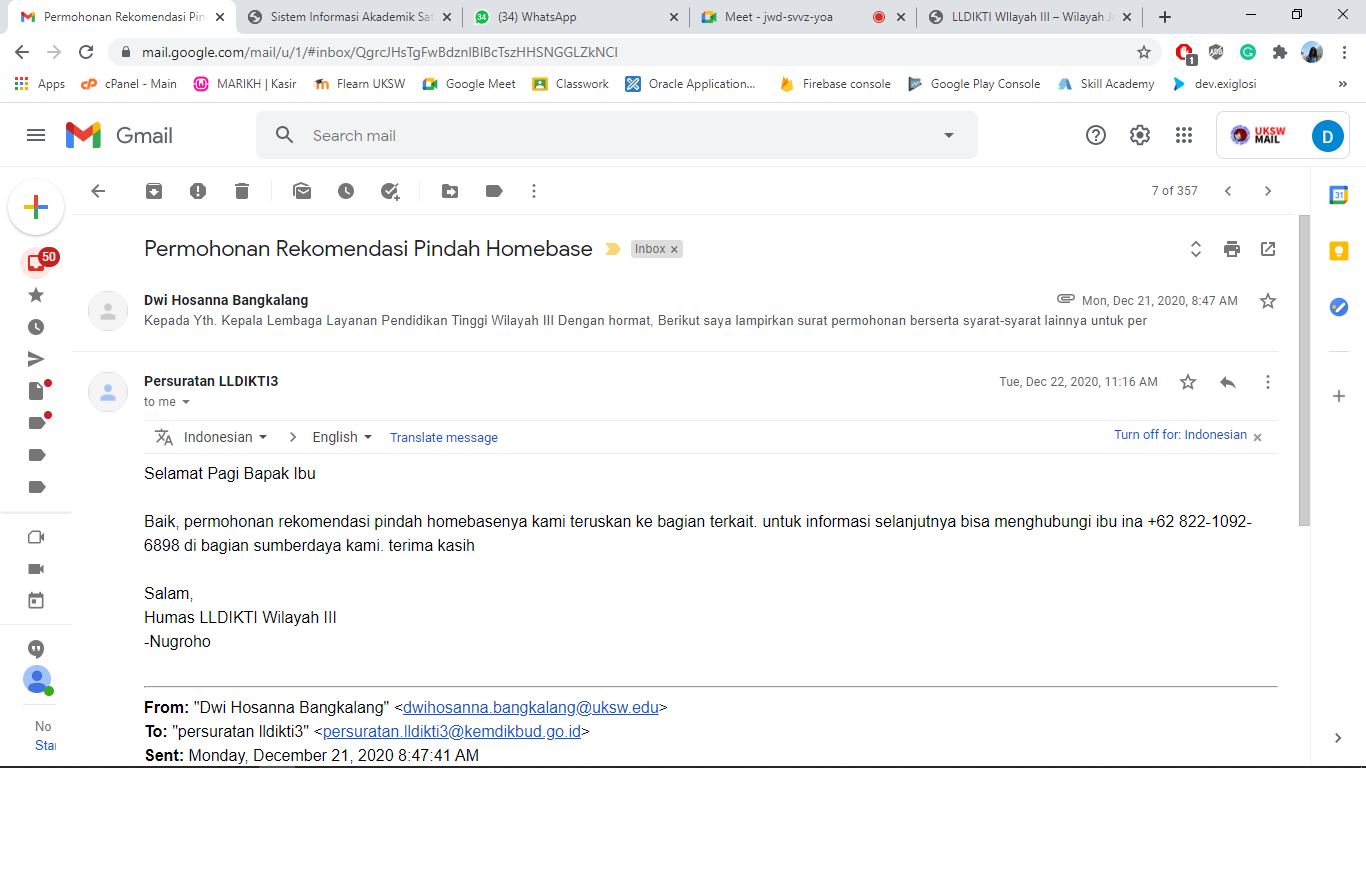 Permohonan Rekomendasi Pin
Sistem Informasi Akademik Sat
(34) WhatsApp
Meet - jwd-svvz-yoa
LLDIKTI WIlayah III – Wilayah Ja
mail.google.com/mail/u/1/#inbox/QgrcJHsTgFwBdznIBlBcTszHHSNGGLZkNCl
Apps
cPanel - Main
MARIKH | Kasir
Flearn UKSW
Google Meet
Classwork
Oracle Application...
Firebase console
Google Play Console
Skill Academy
dev.exiglosi
»
Gmail
Search mail
UKSW
MAIL
D
7 of 357
50
Permohonan Rekomendasi Pindah Homebase
Inbox ×
Dwi Hosanna Bangkalang
Mon, Dec 21, 2020, 8:47 AM
Kepada Yth. Kepala Lembaga Layanan Pendidikan Tinggi Wilayah III Dengan hormat, Berikut saya lampirkan surat permohonan berserta syarat-syarat lainnya untuk per
Persuratan LLDIKTI3
Tue, Dec 22, 2020, 11:16 AM
to me
Indonesian > English Translate message
Turn off for: Indonesian ×
Selamat Pagi Bapak Ibu
Baik, permohonan rekomendasi pindah homebasenya kami teruskan ke bagian terkait. untuk informasi selanjutnya bisa menghubungi ibu ina +62 822-1092-
6898 di bagian sumberdaya kami. terima kasih
Salam,
Humas LLDIKTI Wilayah III
-Nugroho
From: "Dwi Hosanna Bangkalang" <dwihosanna.bangkalang@uksw.edu>
To: "persuratan lldikti3" <persuratan.lldikti3@kemdikbud.go.id>
Sent: Monday, December 21, 2020 8:47:41 AM
No
Star